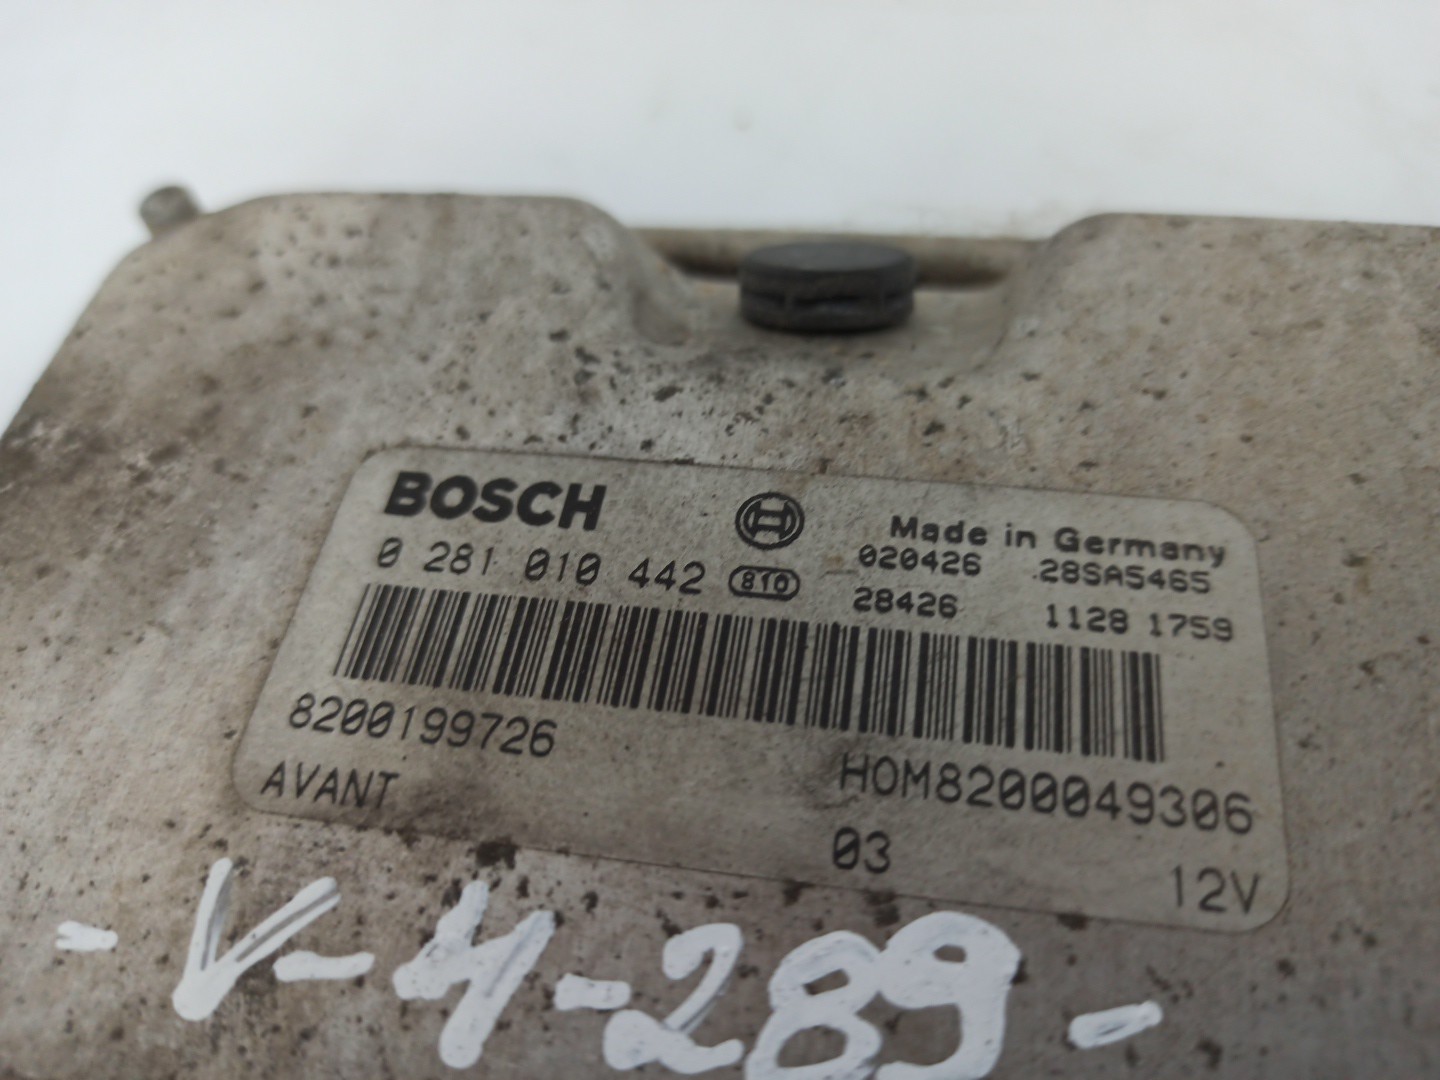 BOSCH
Made in Germany
0 281 010 442 810 020426 28SA5465
28426 1128 1759
8200199726 HOM8200049306
AVANT 03 12V
- V-4-289 -